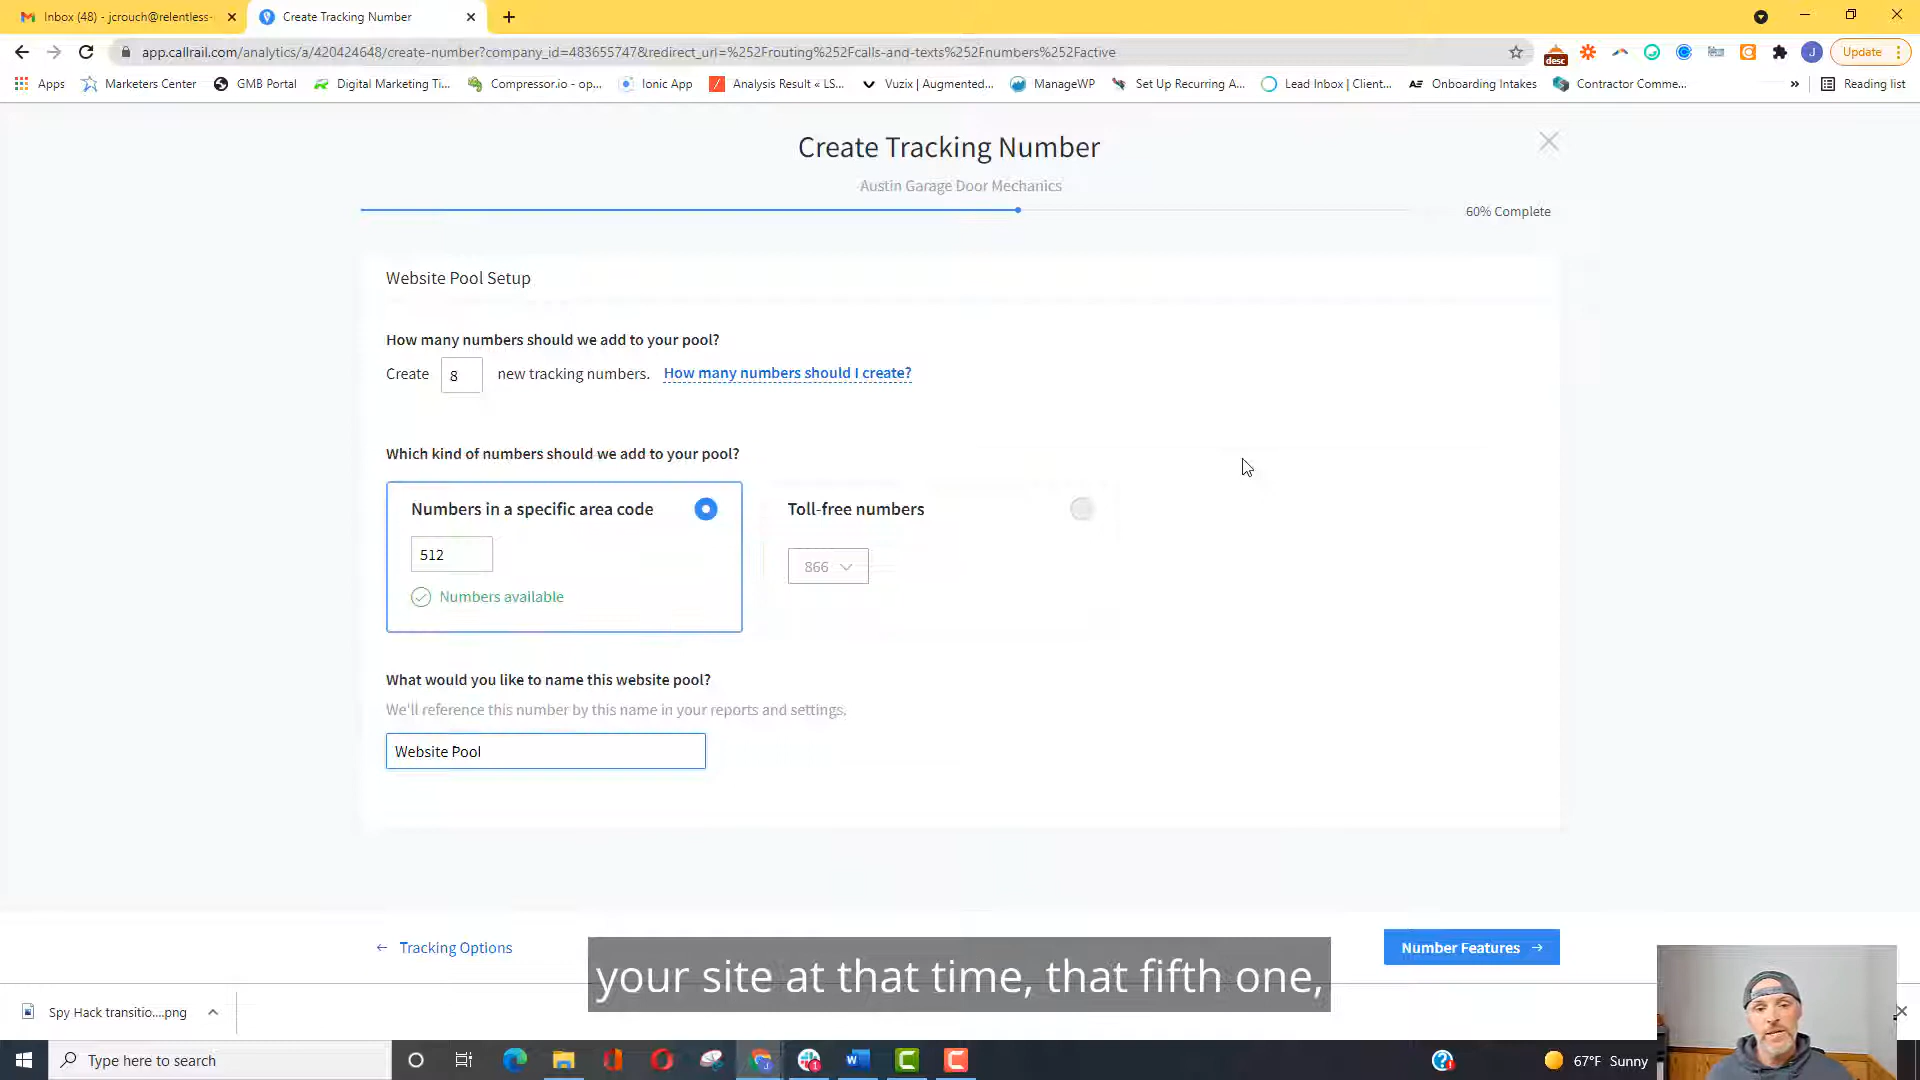 Inbox (48) - jcrouch@relentless-
Create Tracking Number
app.callrail.com/analytics/a/420424648/create-number?company_id=483655747&redirect_uri=%252Frouting%252Fcalls-and-texts%252Fnumbers%252Factive
desc
J
Update
Apps
Marketers Center
GMB Portal
Digital Marketing Ti...
Compressor.io - op...
Ionic App
Analysis Result « LS...
Vuzix | Augmented...
ManageWP
Set Up Recurring A...
Lead Inbox | Client...
Onboarding Intakes
Contractor Comme...
»
Reading list
Create Tracking Number
Austin Garage Door Mechanics
60% Complete
Website Pool Setup
How many numbers should we add to your pool?
Create 8 new tracking numbers. How many numbers should I create?
Which kind of numbers should we add to your pool?
Numbers in a specific area code
Toll-free numbers
512
866
Numbers available
What would you like to name this website pool?
We'll reference this number by this name in your reports and settings.
Website Pool
← Tracking Options
Number Features →
your site at that time, that fifth one,
Spy Hack transitio....png
Type here to search
67°F Sunny